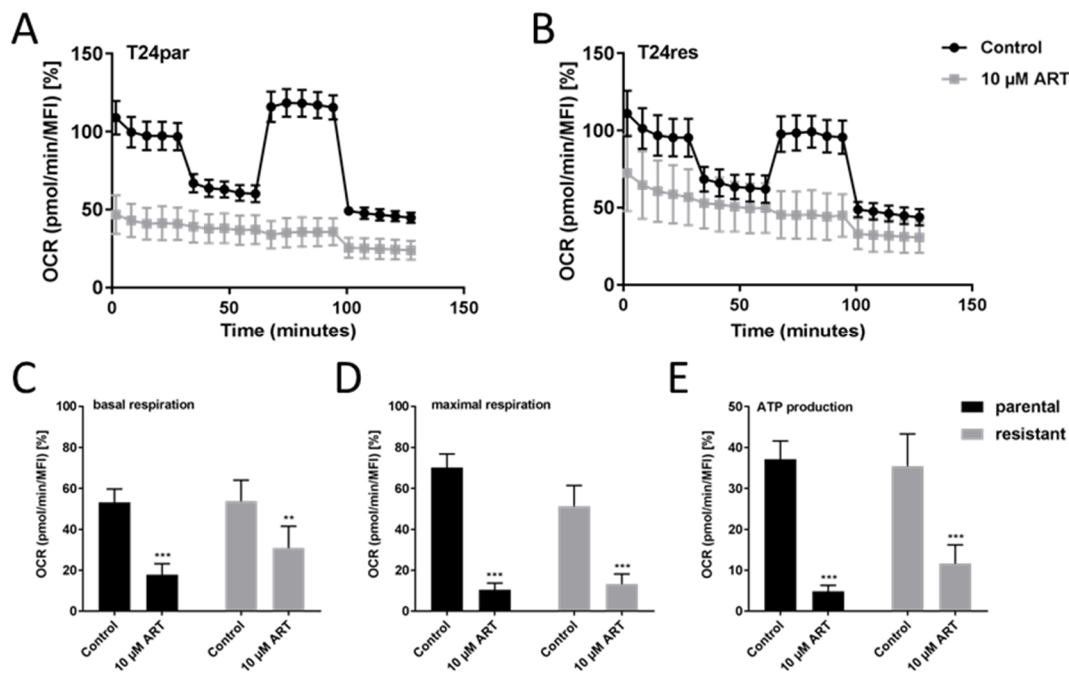 A
T24par
OCR (pmol/min/MFI) [%]
150
100
50
0
0 50 100 150
Time (minutes)
B
T24res
OCR (pmol/min/MFI) [%]
150
100
50
0
0 50 100 150
Time (minutes)
Control
10 µM ART
C
basal respiration
OCR (pmol/min/MFI) [%]
100
80
60
40
20
0
***
**
Control
10 µM ART
Control
10 µM ART
D
maximal respiration
OCR (pmol/min/MFI) [%]
100
80
60
40
20
0
***
***
Control
10 µM ART
Control
10 µM ART
E
ATP production
OCR (pmol/min/MFI) [%]
50
40
30
20
10
0
***
***
Control
10 µM ART
Control
10 µM ART
parental
resistant